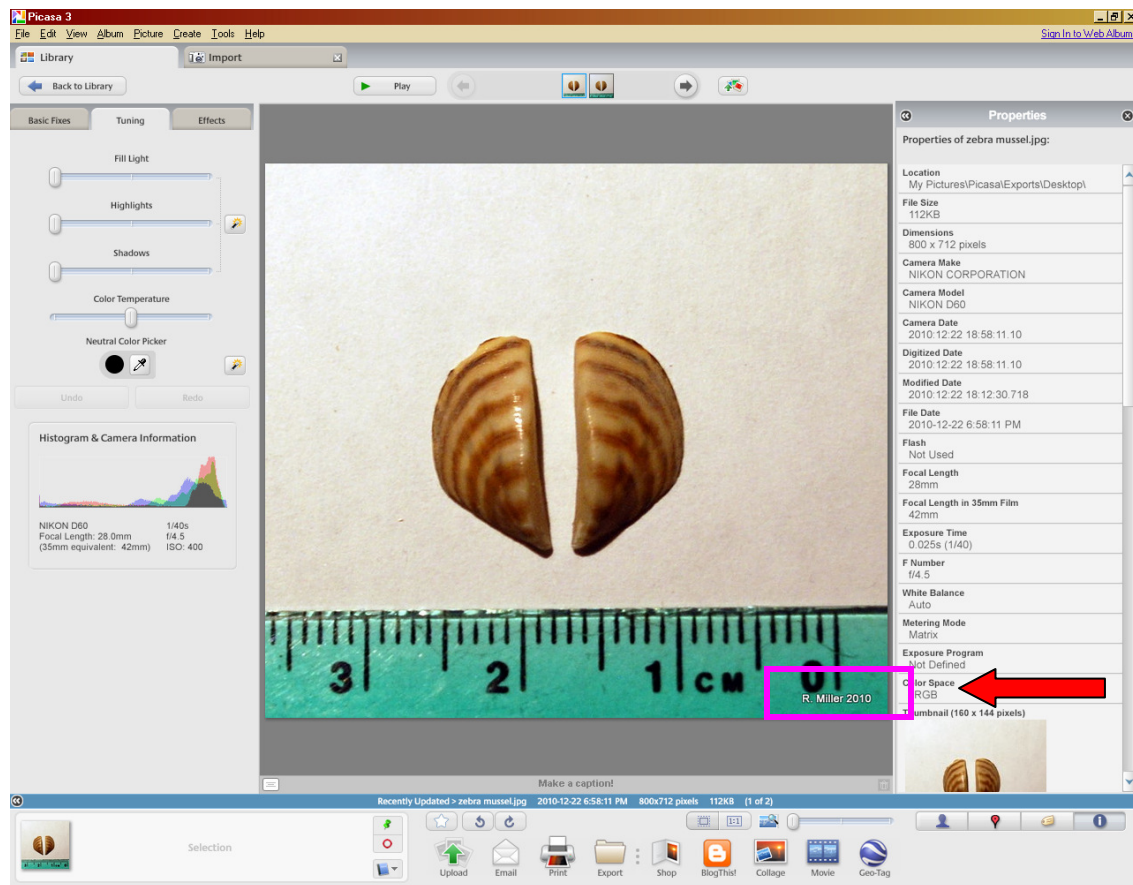 Picasa 3
File Edit View Album Picture Create Tools Help
Sign In to Web Album
Library
Import
Back to Library
Play
Basic Fixes
Tuning
Effects
Fill Light
Highlights
Shadows
Color Temperature
Neutral Color Picker
Undo
Redo
Histogram & Camera Information
NIKON D60 1/40s
Focal Length: 28.0mm f/4.5
(35mm equivalent: 42mm) ISO: 400
3 2 1 CM 0
R. Miller 2010
Make a caption!
Properties
Properties of zebra mussel.jpg:
Location
My Pictures\Picasa\Exports\Desktop\
File Size
112KB
Dimensions
800 x 712 pixels
Camera Make
NIKON CORPORATION
Camera Model
NIKON D60
Camera Date
2010:12:22 18:58:11.10
Digitized Date
2010:12:22 18:58:11.10
Modified Date
2010:12:22 18:12:30.718
File Date
2010-12-22 6:58:11 PM
Flash
Not Used
Focal Length
28mm
Focal Length in 35mm Film
42mm
Exposure Time
0.025s (1/40)
F Number
f/4.5
White Balance
Auto
Metering Mode
Matrix
Exposure Program
Not Defined
Color Space
RGB
Thumbnail (160 x 144 pixels)
Recently Updated > zebra mussel.jpg 2010-12-22 6:58:11 PM 800x712 pixels 112KB (1 of 2)
Selection
1:1
Upload
Email
Print
Export
Shop
BlogThis!
Collage
Movie
Geo-Tag